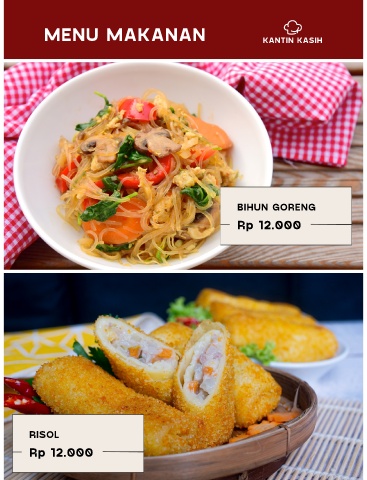 MENU MAKANAN
KANTIN KASIH
BIHUN GORENG
Rp 12.000
RISOL
Rp 12.000